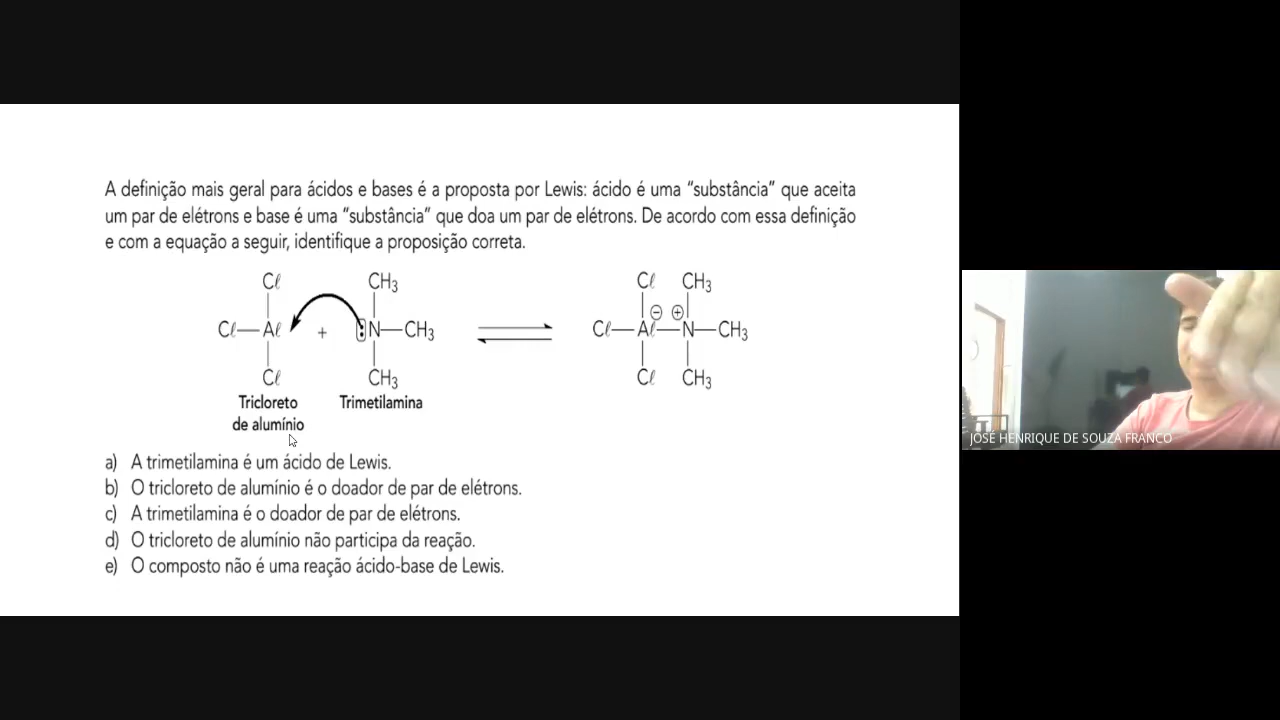 A definição mais geral para ácidos e bases é a proposta por Lewis: ácido é uma “substância” que aceita
um par de elétrons e base é uma “substância” que doa um par de elétrons. De acordo com essa definição
e com a equação a seguir, identifique a proposição correta.
Cℓ CH₃ Cℓ CH₃
Cℓ—Aℓ + :N—CH₃ ⇌ Cℓ—Aℓ⊖—⊕N—CH₃
Cℓ CH₃ Cℓ CH₃
Tricloreto Trimetilamina
de alumínio
a) A trimetilamina é um ácido de Lewis.
b) O tricloreto de alumínio é o doador de par de elétrons.
c) A trimetilamina é o doador de par de elétrons.
d) O tricloreto de alumínio não participa da reação.
e) O composto não é uma reação ácido-base de Lewis.
JOSÉ HENRIQUE DE SOUZA FRANCO